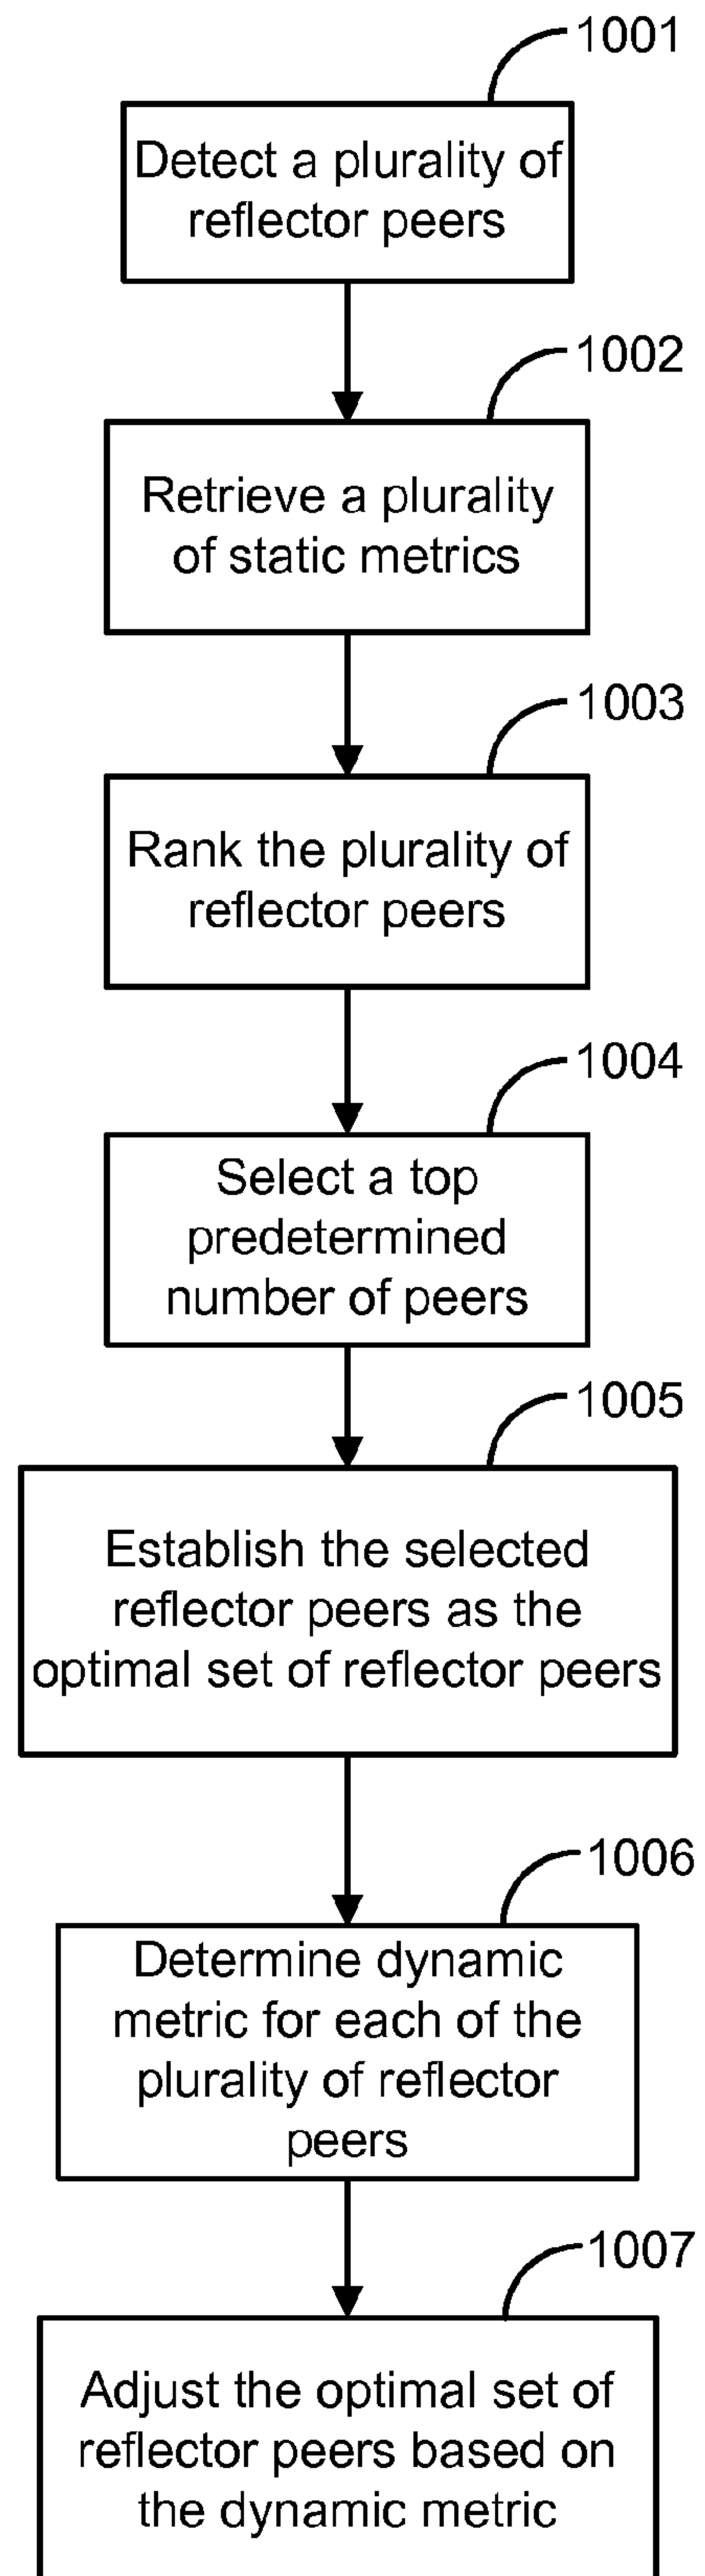 1001
Detect a plurality of
reflector peers
1002
Retrieve a plurality
of static metrics
1003
Rank the plurality of
reflector peers
1004
Select a top
predetermined
number of peers
1005
Establish the selected
reflector peers as the
optimal set of reflector peers
1006
Determine dynamic
metric for each of the
plurality of reflector
peers
1007
Adjust the optimal set of
reflector peers based on
the dynamic metric